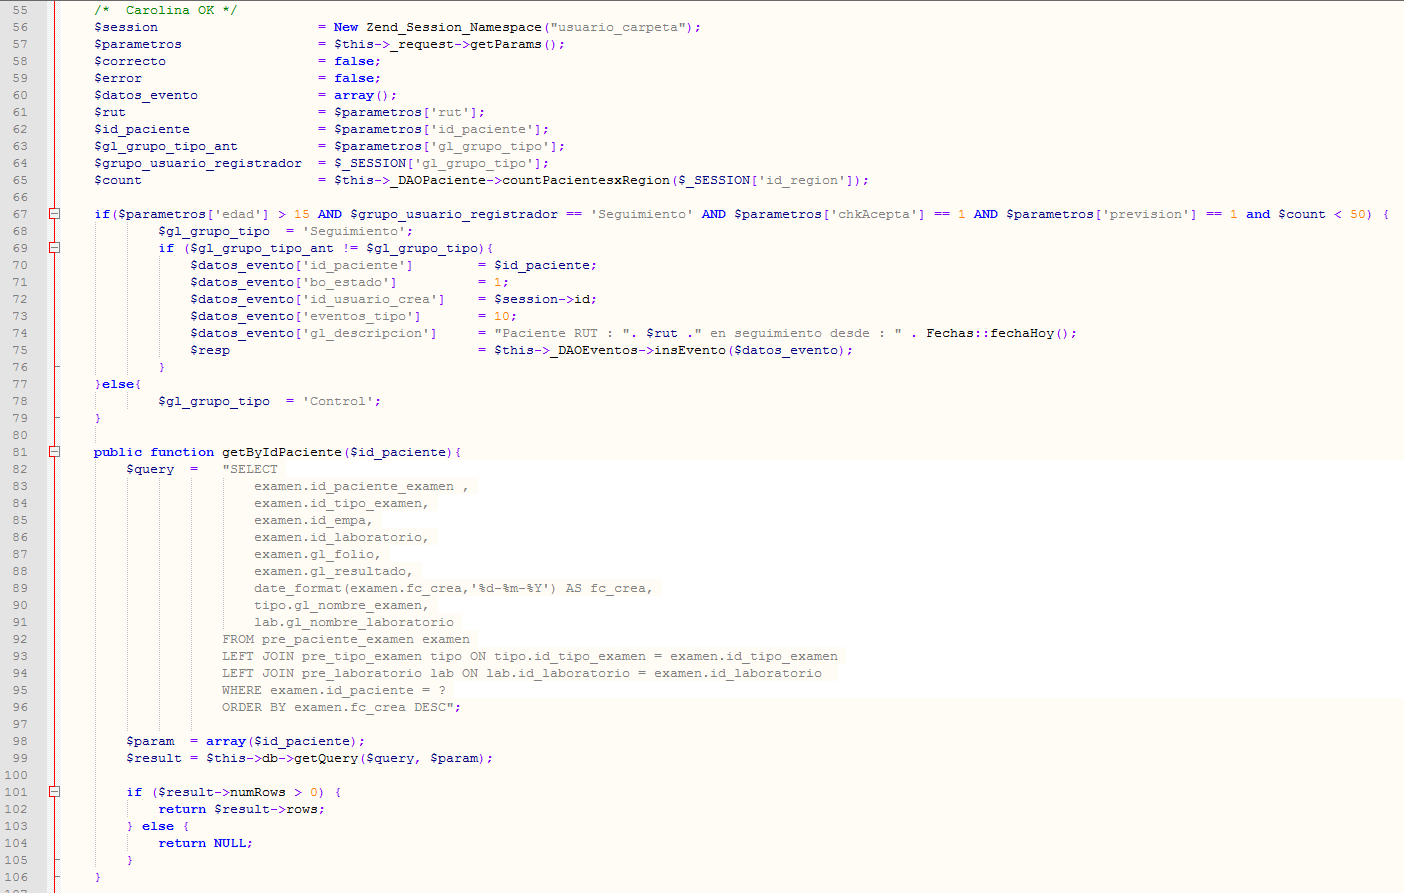 55 /*  Carolina OK */
56 $session = New Zend_Session_Namespace("usuario_carpeta");
57 $parametros = $this->_request->getParams();
58 $correcto = false;
59 $error = false;
60 $datos_evento = array();
61 $rut = $parametros['rut'];
62 $id_paciente = $parametros['id_paciente'];
63 $gl_grupo_tipo_ant = $parametros['gl_grupo_tipo'];
64 $grupo_usuario_registrador = $_SESSION['gl_grupo_tipo'];
65 $count = $this->_DAOPaciente->countPacientesxRegion($_SESSION['id_region']);
66
67 if($parametros['edad'] > 15 AND $grupo_usuario_registrador == 'Seguimiento' AND $parametros['chkAcepta'] == 1 AND $parametros['prevision'] == 1 and $count < 50) {
68 $gl_grupo_tipo = 'Seguimiento';
69 if ($gl_grupo_tipo_ant != $gl_grupo_tipo){
70 $datos_evento['id_paciente'] = $id_paciente;
71 $datos_evento['bo_estado'] = 1;
72 $datos_evento['id_usuario_crea'] = $session->id;
73 $datos_evento['eventos_tipo'] = 10;
74 $datos_evento['gl_descripcion'] = "Paciente RUT : ". $rut ." en seguimiento desde : " . Fechas::fechaHoy();
75 $resp = $this->_DAOEventos->insEvento($datos_evento);
76 }
77 }else{
78 $gl_grupo_tipo = 'Control';
79 }
80
81 public function getByIdPaciente($id_paciente){
82 $query = "SELECT
83 examen.id_paciente_examen ,
84 examen.id_tipo_examen,
85 examen.id_empa,
86 examen.id_laboratorio,
87 examen.gl_folio,
88 examen.gl_resultado,
89 date_format(examen.fc_crea,'%d-%m-%Y') AS fc_crea,
90 tipo.gl_nombre_examen,
91 lab.gl_nombre_laboratorio
92 FROM pre_paciente_examen examen
93 LEFT JOIN pre_tipo_examen tipo ON tipo.id_tipo_examen = examen.id_tipo_examen
94 LEFT JOIN pre_laboratorio lab ON lab.id_laboratorio = examen.id_laboratorio
95 WHERE examen.id_paciente = ?
96 ORDER BY examen.fc_crea DESC";
97
98 $param = array($id_paciente);
99 $result = $this->db->getQuery($query, $param);
100
101 if ($result->numRows > 0) {
102 return $result->rows;
103 } else {
104 return NULL;
105 }
106 }